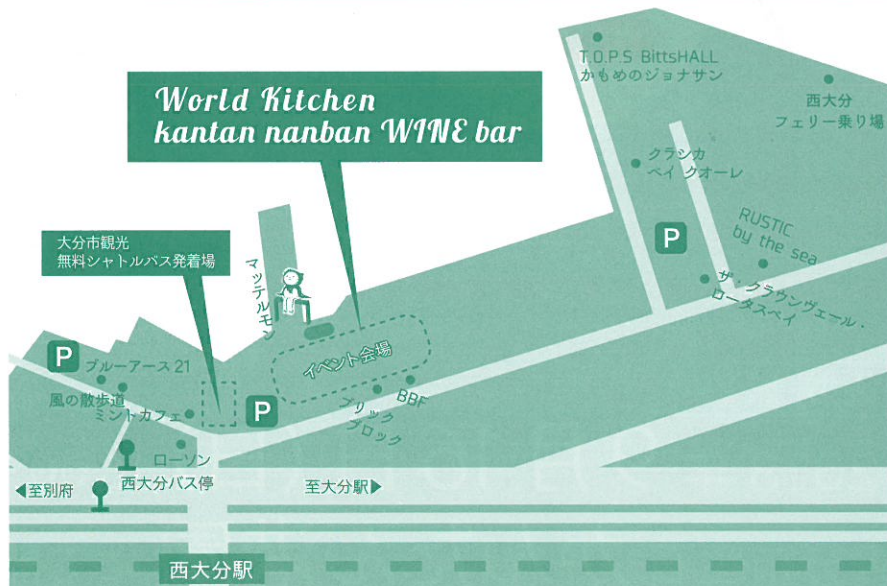 T.O.P.S BittsHALL
かもめのジョナサン
西大分
フェリー乗り場
World Kitchen
kantan nanban WINE bar
クラシカ
ベイ クオーレ
P
RUSTIC
by the sea
大分市観光
無料シャトルバス発着場
マッテルモン
ザ・クラウンヴェール・
ロータスベイ
イベント会場
P
ブルーアース21
風の散歩道
ミントカフェ
P
BBF
ブリック
ブロック
ローソン
西大分バス停
◀至別府
至大分駅▶
西大分駅